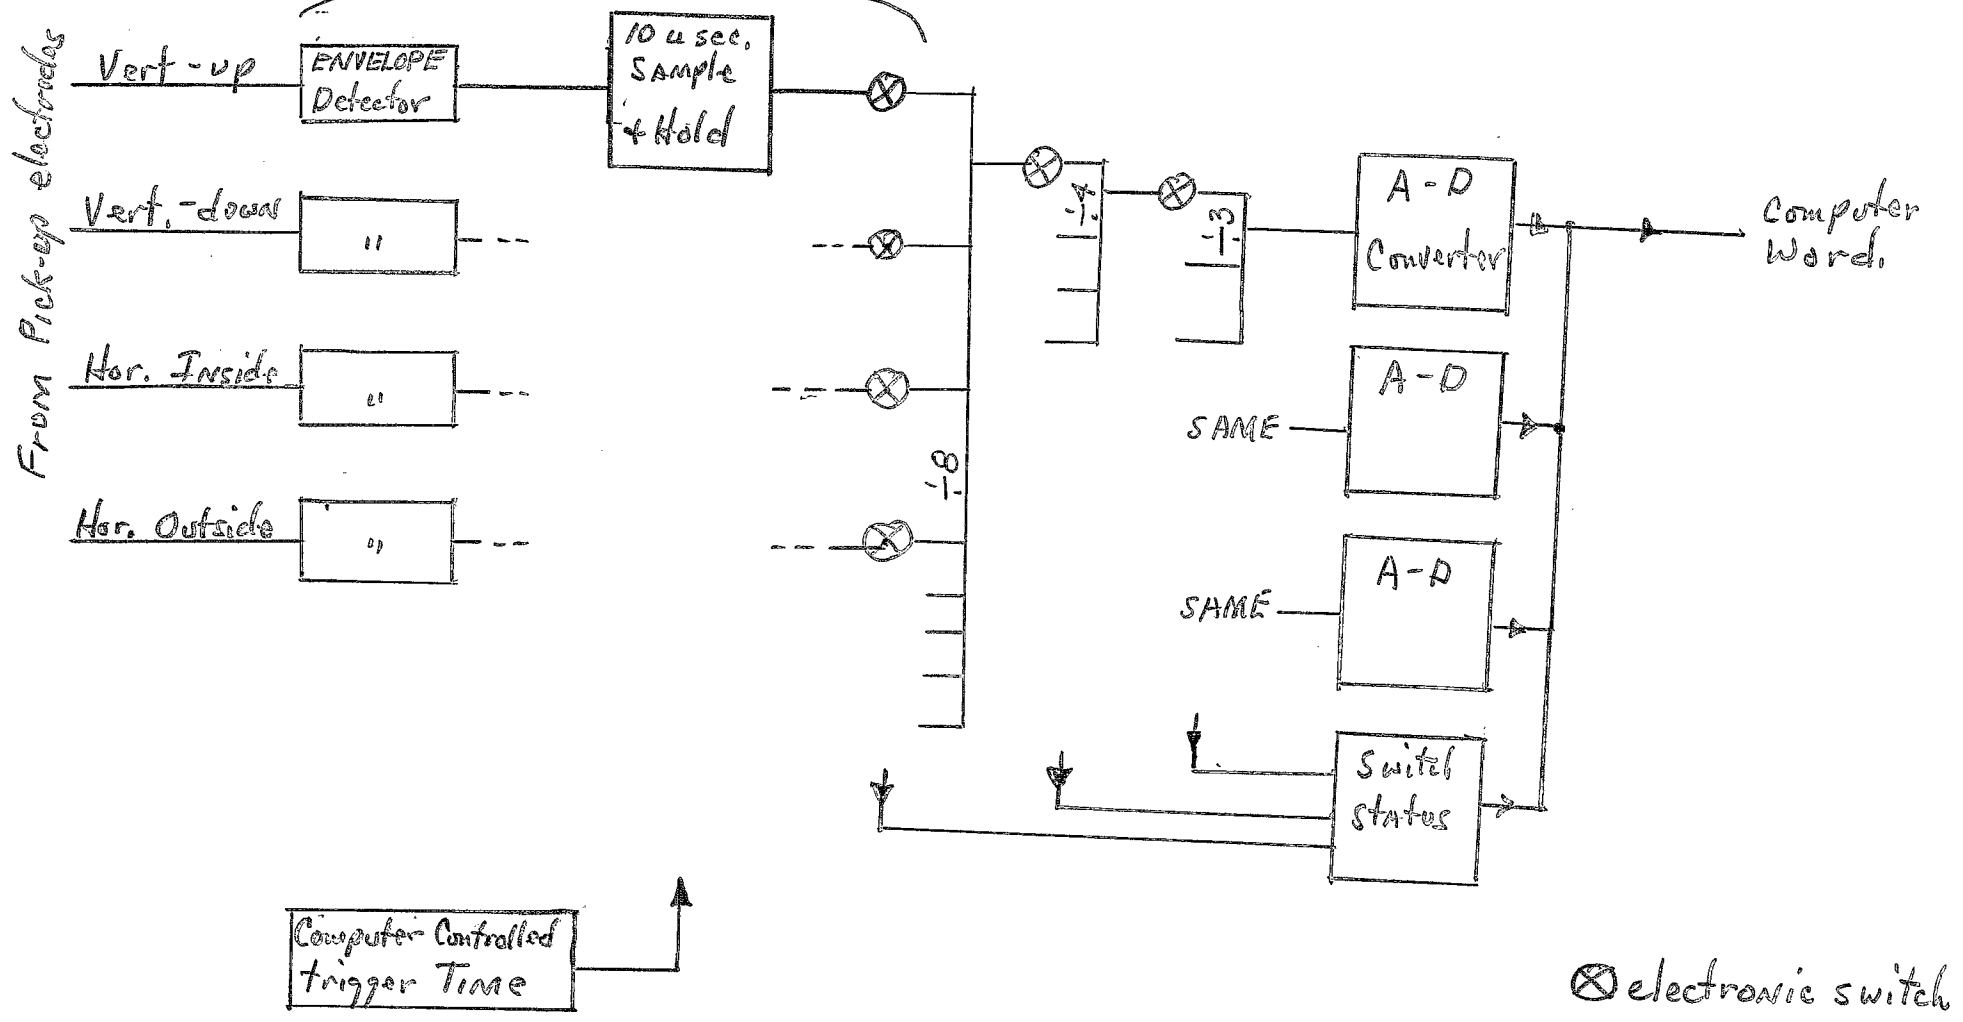 From Pick-up electrodes
Vert-up
ENVELOPE
Detector
10 u sec.
SAMple
+ Hold
Vert.-down
"
Hor. Inside
"
Hor. Outside
"
÷8
÷4
÷3
A-D
Converter
Computer
Word.
SAME
A-D
SAME
A-D
Switch
status
Computer Controlled
trigger Time
electronic switch